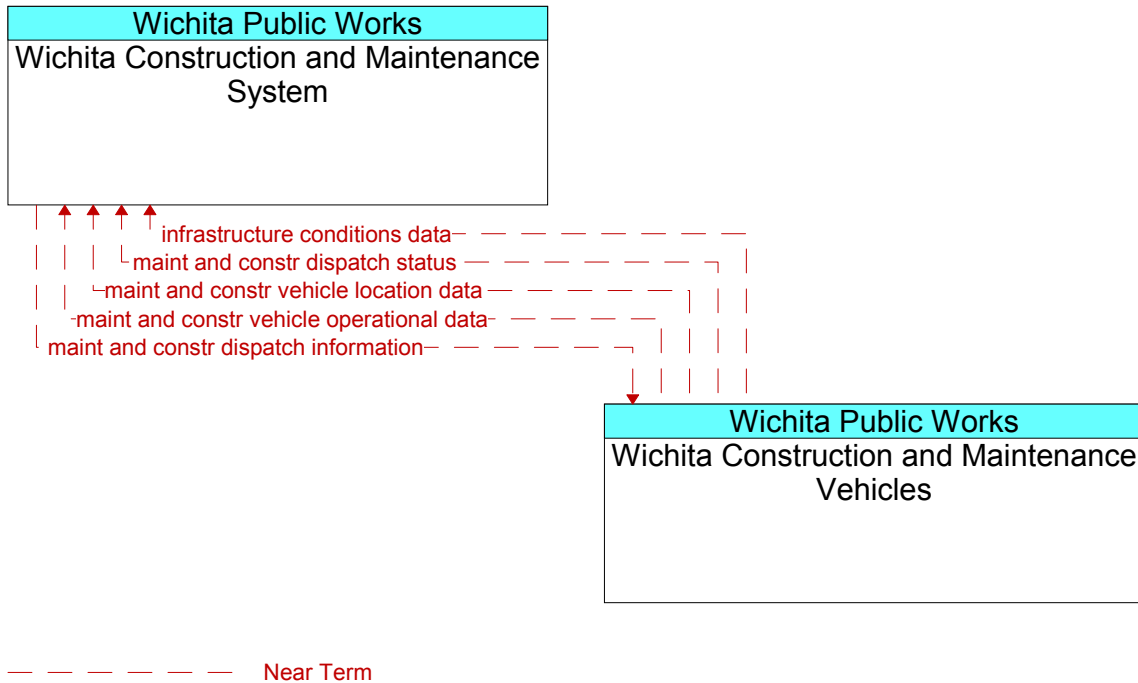 Wichita Public Works
Wichita Construction and Maintenance
System
infrastructure conditions data
maint and constr dispatch status
maint and constr vehicle location data
maint and constr vehicle operational data
maint and constr dispatch information
Wichita Public Works
Wichita Construction and Maintenance
Vehicles
Near Term